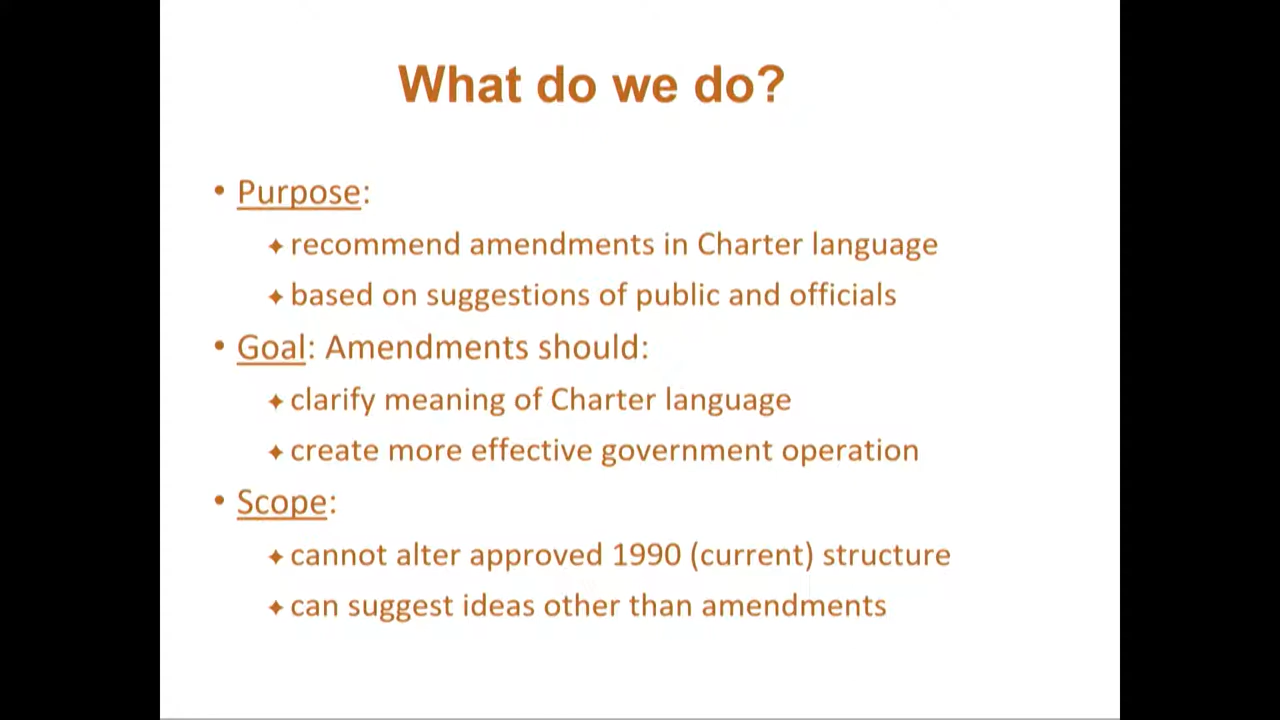 What do we do?
• Purpose:
✦ recommend amendments in Charter language
✦ based on suggestions of public and officials
• Goal: Amendments should:
✦ clarify meaning of Charter language
✦ create more effective government operation
• Scope:
✦ cannot alter approved 1990 (current) structure
✦ can suggest ideas other than amendments